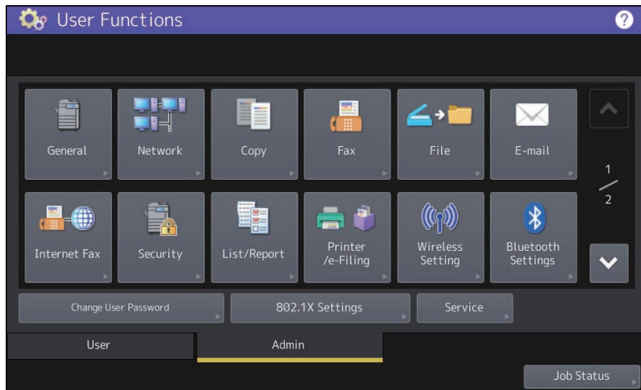 User Functions
?
General
Network
Copy
Fax
File
E-mail
1
/
2
Internet Fax
Security
List/Report
Printer
/e-Filing
Wireless
Setting
Bluetooth
Settings
Change User Password
802.1X Settings
Service
User
Admin
Job Status